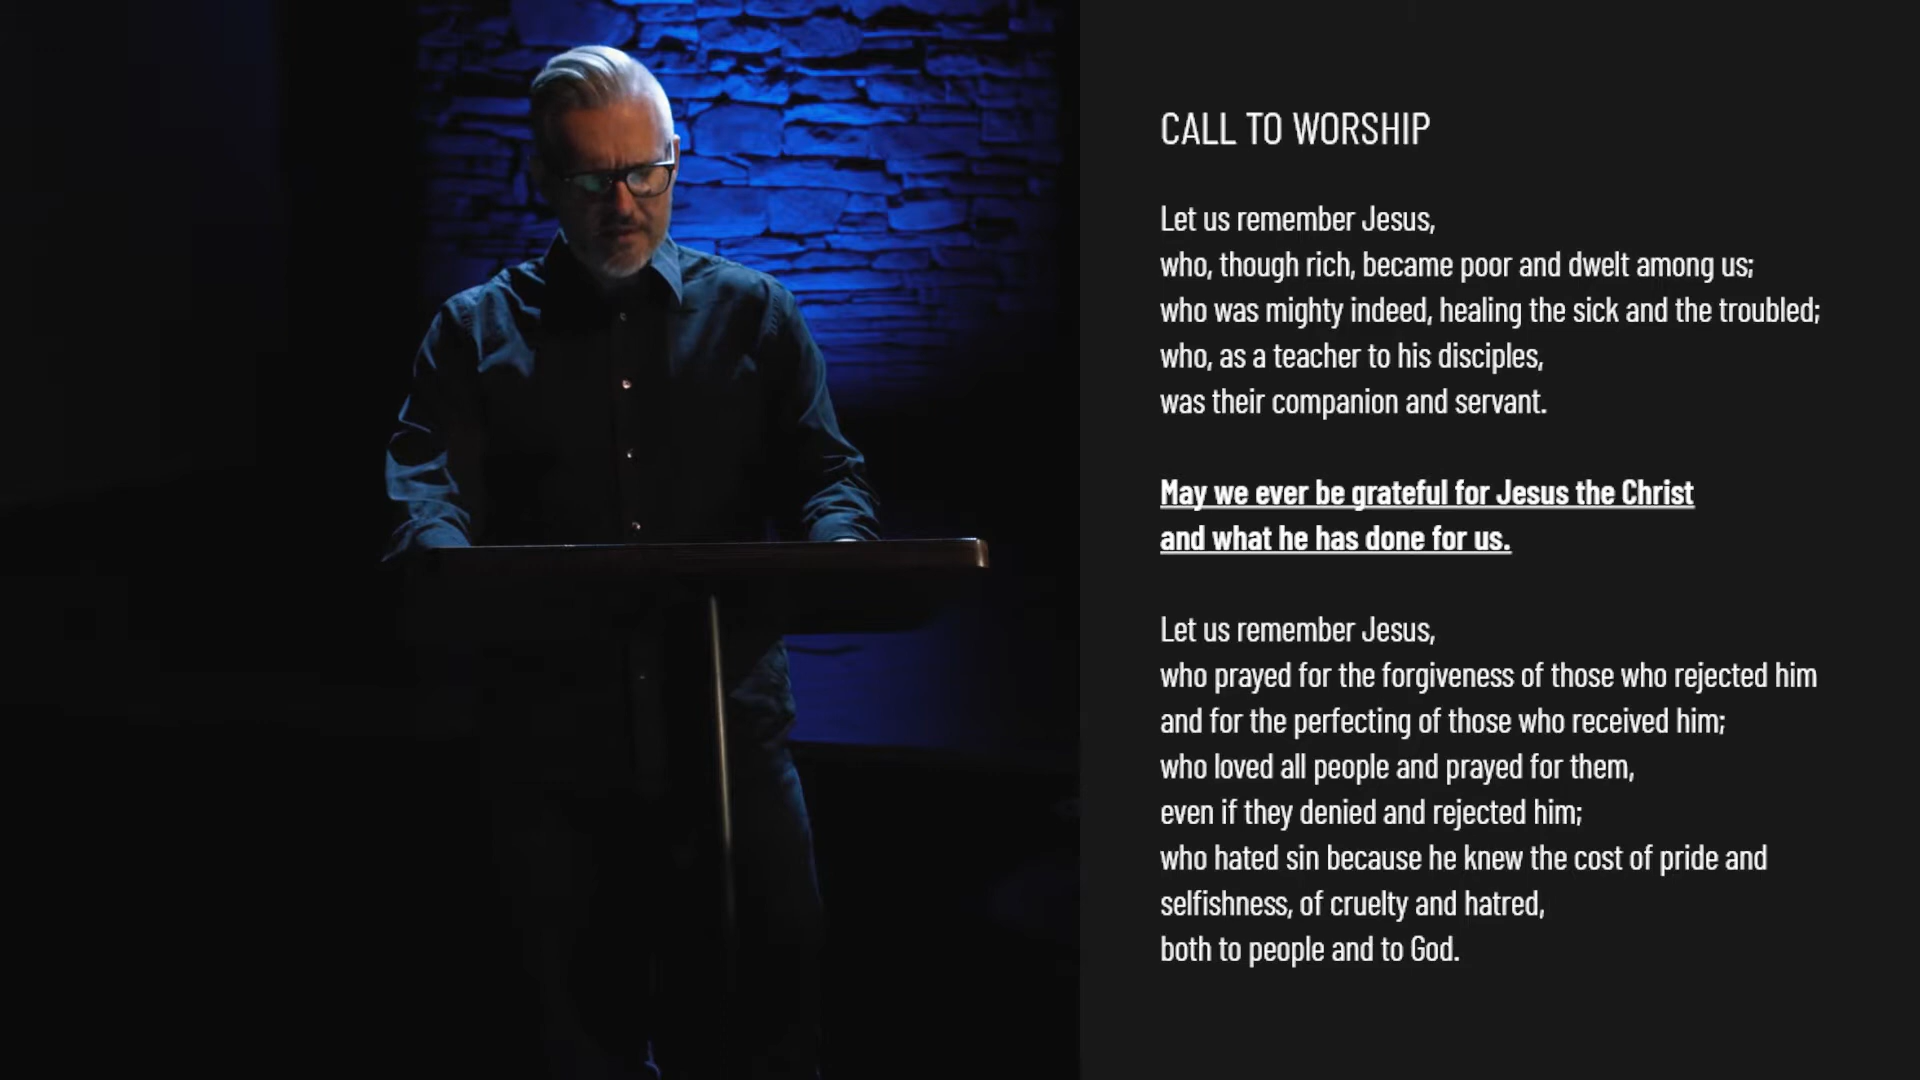 CALL TO WORSHIP
Let us remember Jesus,
who, though rich, became poor and dwelt among us;
who was mighty indeed, healing the sick and the troubled;
who, as a teacher to his disciples,
was their companion and servant.
May we ever be grateful for Jesus the Christ
and what he has done for us.
Let us remember Jesus,
who prayed for the forgiveness of those who rejected him
and for the perfecting of those who received him;
who loved all people and prayed for them,
even if they denied and rejected him;
who hated sin because he knew the cost of pride and
selfishness, of cruelty and hatred,
both to people and to God.